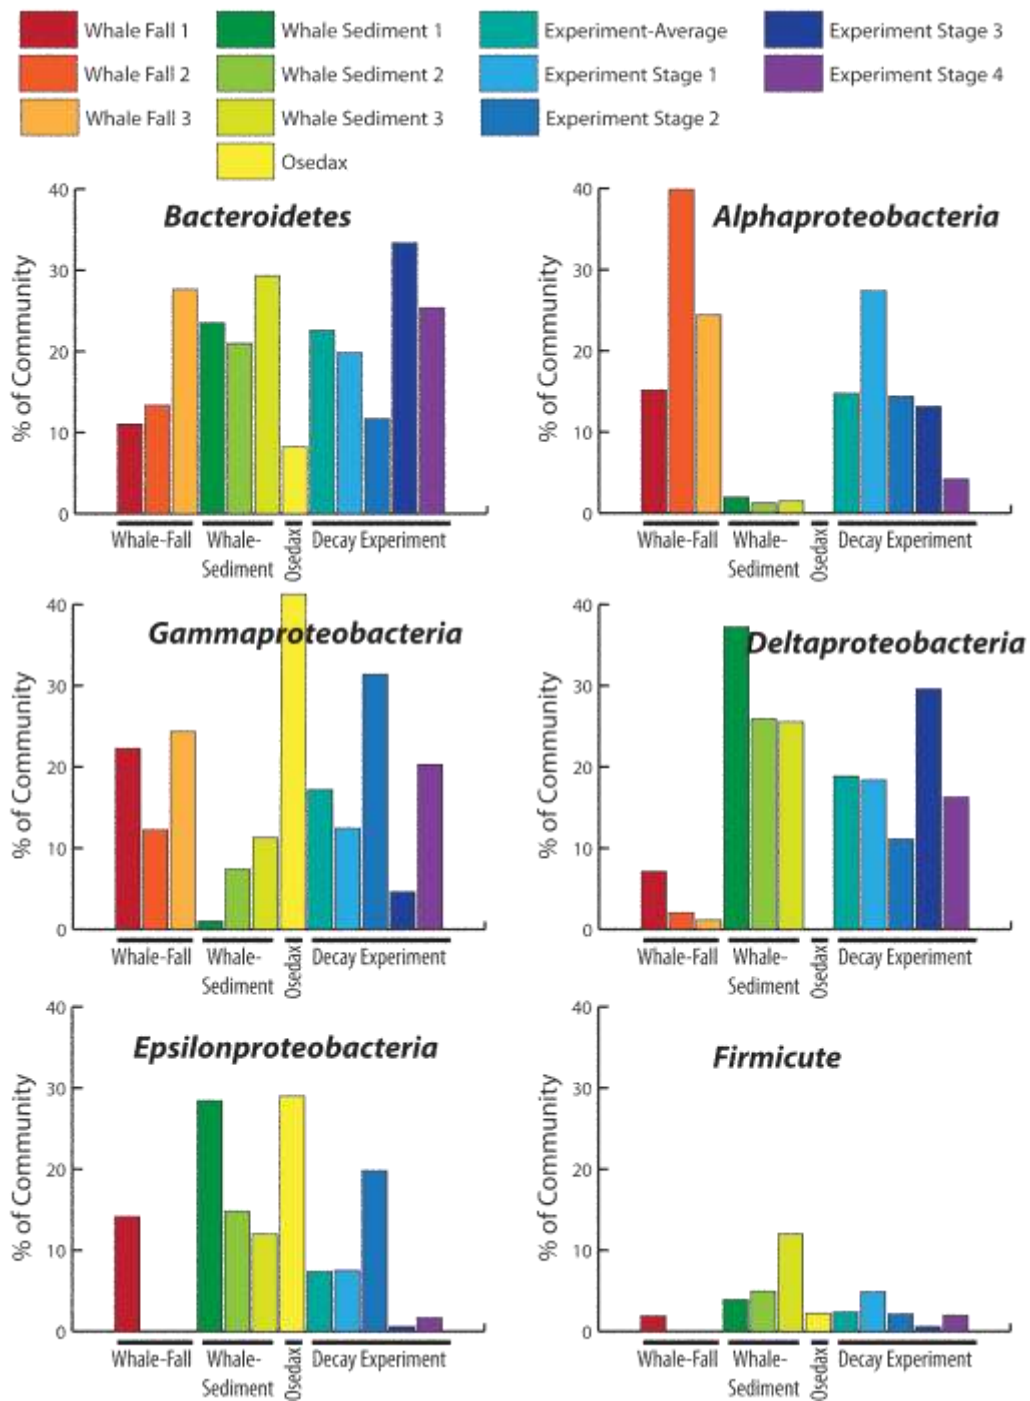 Whale Fall 1
Whale Sediment 1
Experiment-Average
Experiment Stage 3
Whale Fall 2
Whale Sediment 2
Experiment Stage 1
Experiment Stage 4
Whale Fall 3
Whale Sediment 3
Experiment Stage 2
Osedax
Bacteroidetes
% of Community
40
30
20
10
0
Whale-Fall
Whale-
Sediment
Osedax
Decay Experiment
Alphaproteobacteria
% of Community
40
30
20
10
0
Whale-Fall
Whale-
Sediment
Osedax
Decay Experiment
Gammaproteobacteria
% of Community
40
30
20
10
0
Whale-Fall
Whale-
Sediment
Osedax
Decay Experiment
Deltaproteobacteria
% of Community
40
30
20
10
0
Whale-Fall
Whale-
Sediment
Osedax
Decay Experiment
Epsilonproteobacteria
% of Community
40
30
20
10
0
Whale-Fall
Whale-
Sediment
Osedax
Decay Experiment
Firmicute
% of Community
40
30
20
10
0
Whale-Fall
Whale-
Sediment
Osedax
Decay Experiment